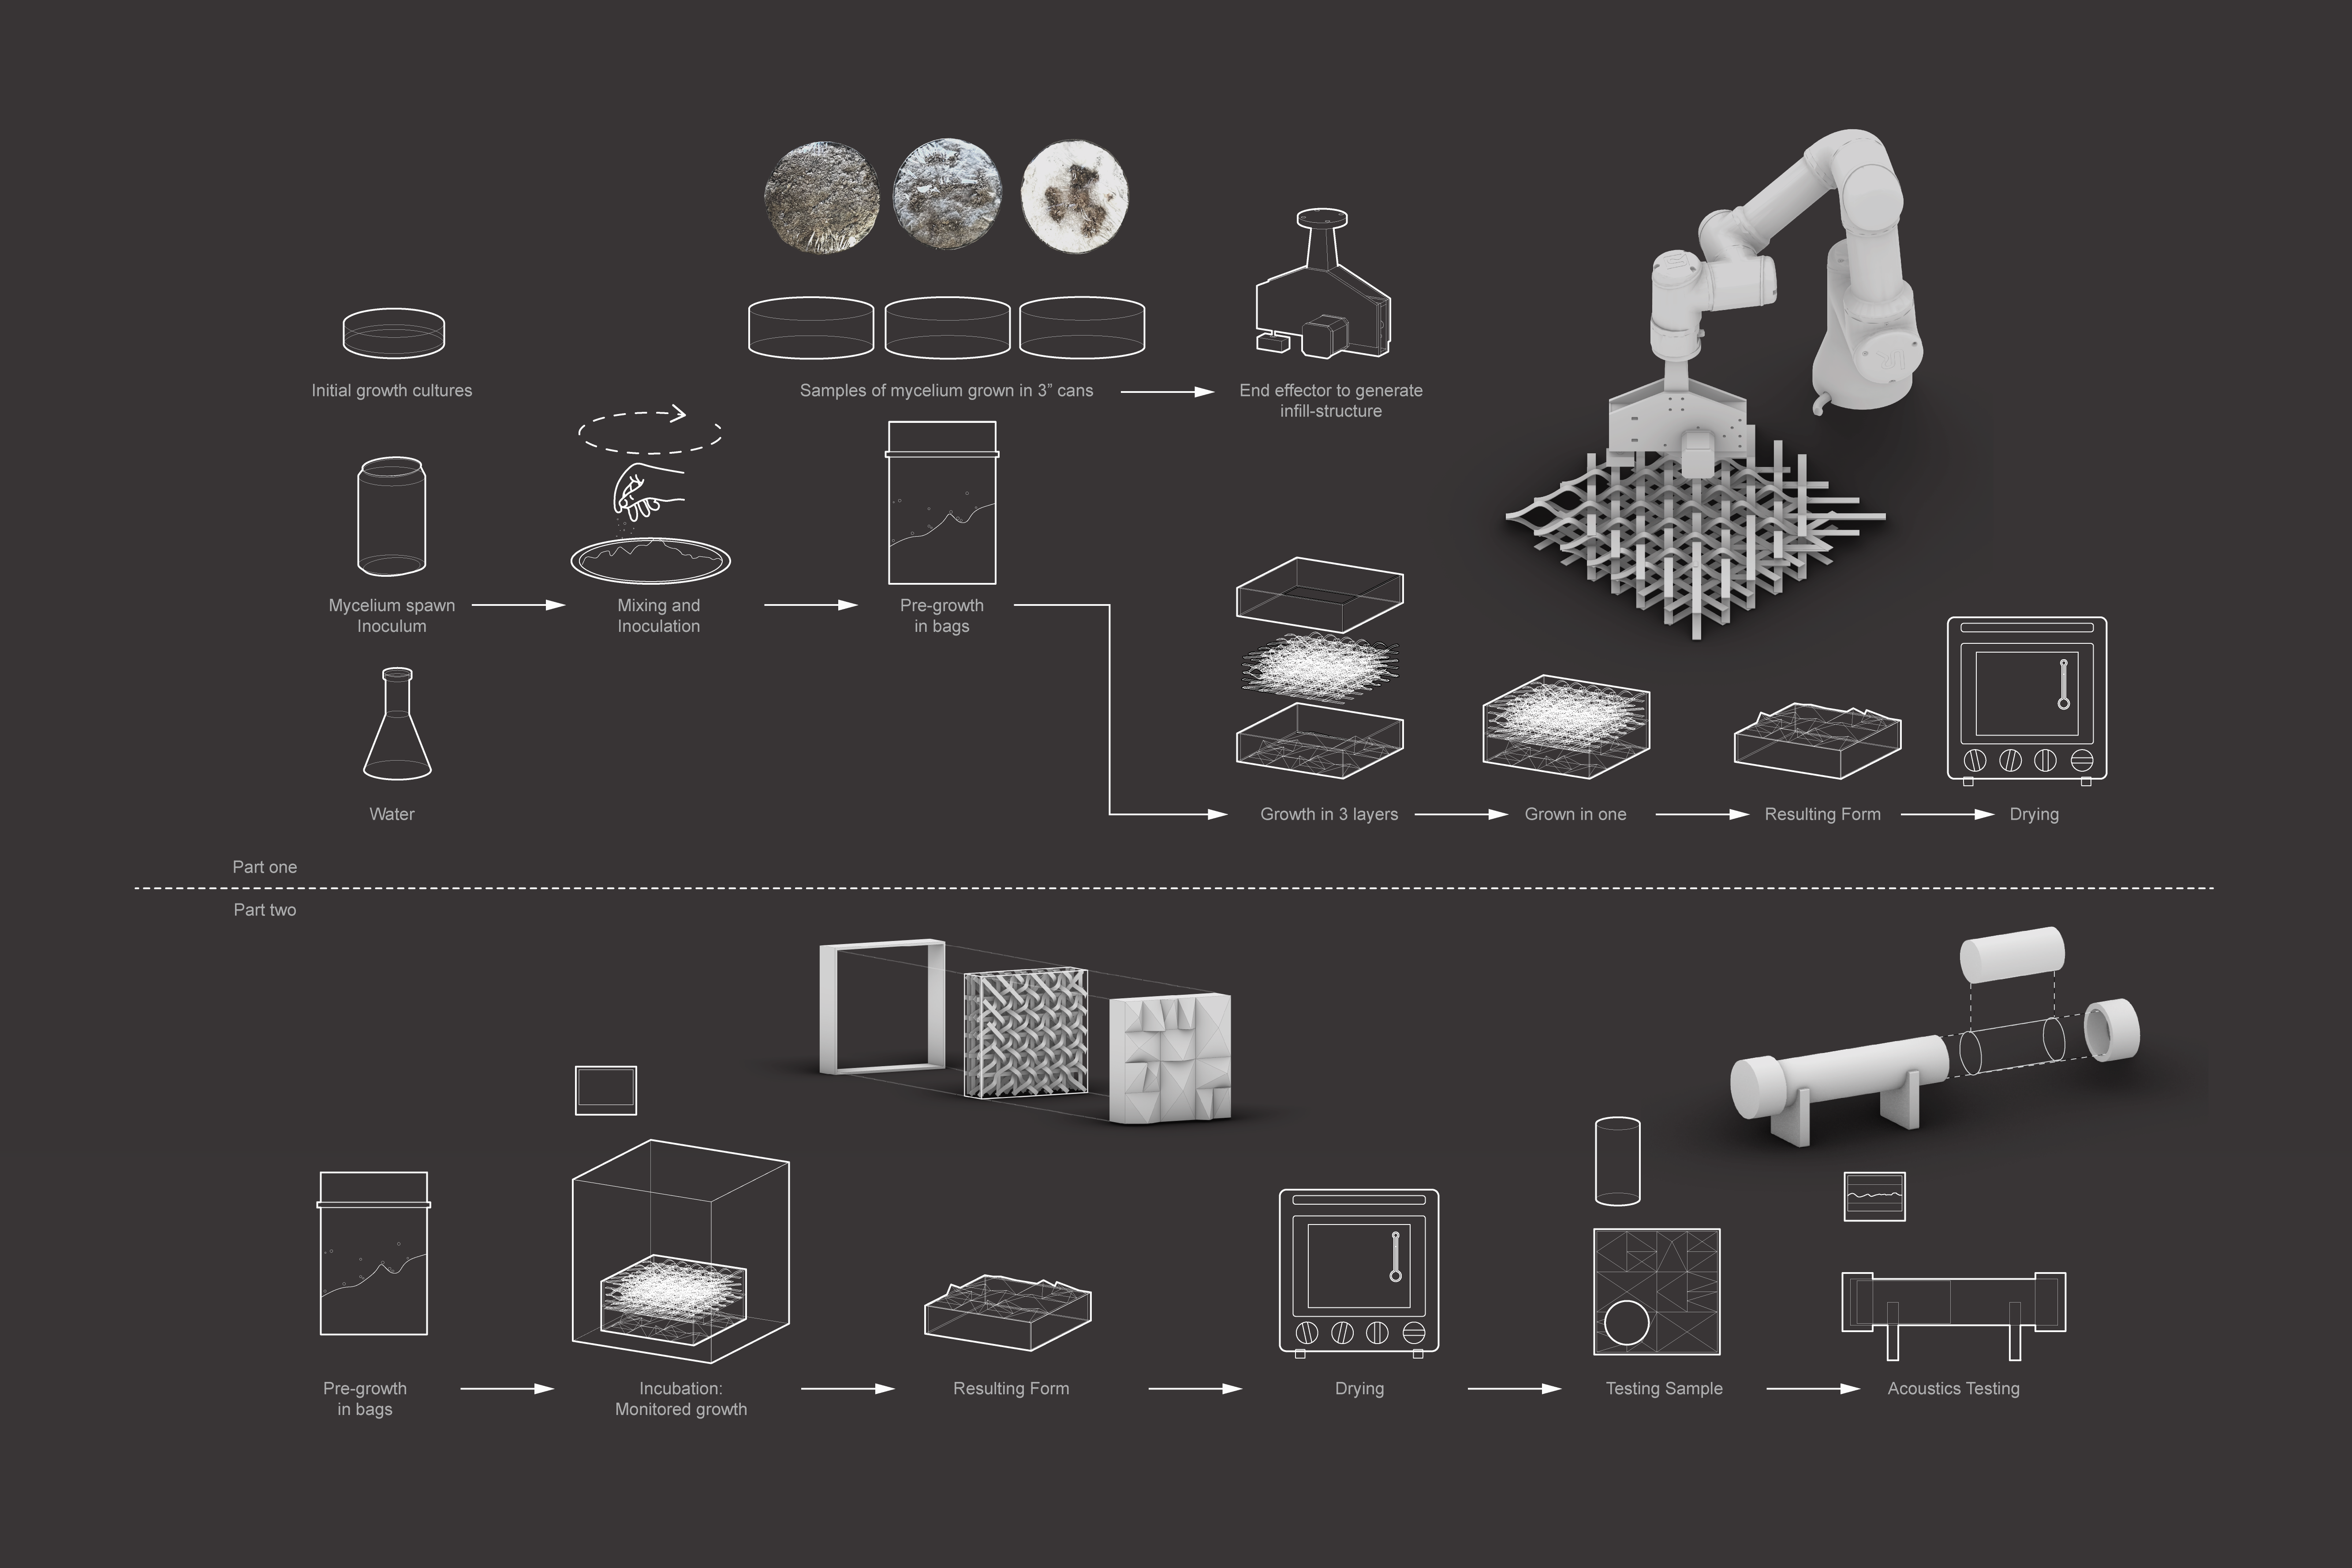 Initial growth cultures
Samples of mycelium grown in 3” cans
End effector to generate
infill-structure
Mycelium spawn
Inoculum
Mixing and
Inoculation
Pre-growth
in bags
Water
Growth in 3 layers
Grown in one
Resulting Form
Drying
Part one
Part two
Pre-growth
in bags
Incubation:
Monitored growth
Resulting Form
Drying
Testing Sample
Acoustics Testing